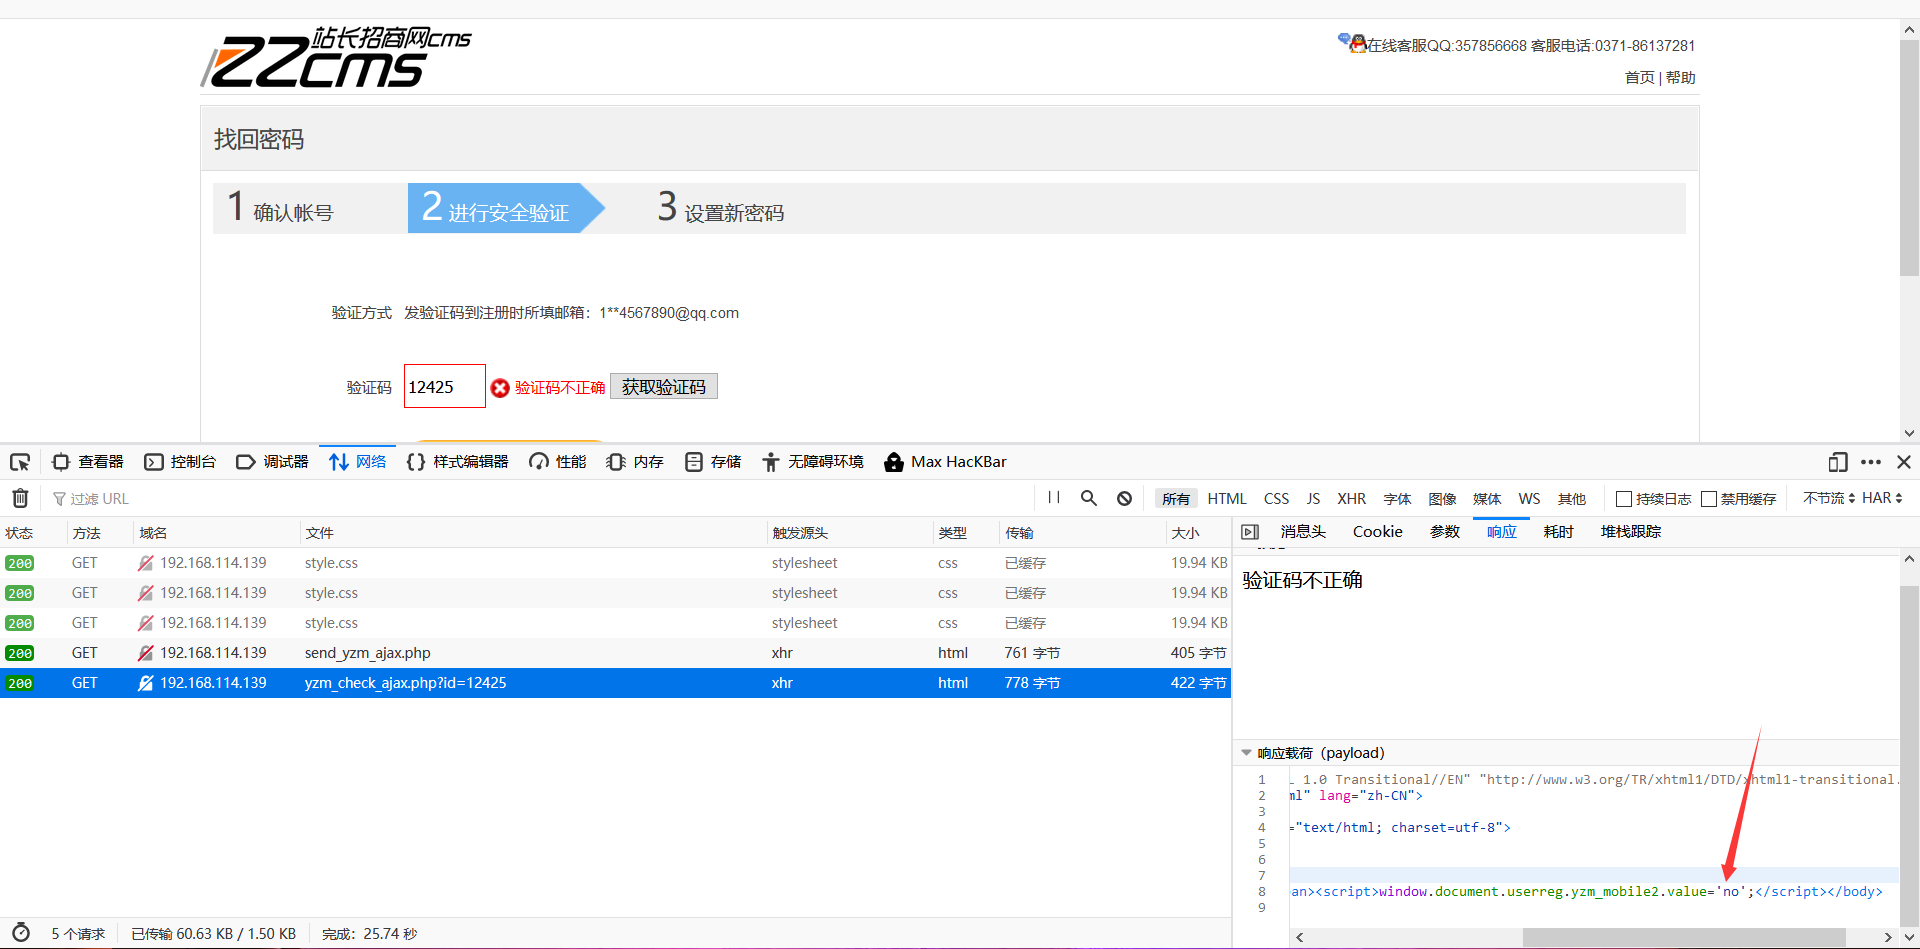 站长招商网cms
ZZcms
在线客服QQ:357856668 客服电话:0371-86137281
首页 | 帮助
找回密码
1 确认帐号
2 进行安全验证
3 设置新密码
验证方式 发验证码到注册时所填邮箱：1**4567890@qq.com
验证码 12425 验证码不正确 获取验证码
查看器 控制台 调试器 网络 样式编辑器 性能 内存 存储 无障碍环境 Max HacKBar
过滤 URL
所有 HTML CSS JS XHR 字体 图像 媒体 WS 其他 持续日志 禁用缓存 不节流 HAR
状态 方法 域名 文件 触发源头 类型 传输 大小
200 GET 192.168.114.139 style.css stylesheet css 已缓存 19.94 KB
200 GET 192.168.114.139 style.css stylesheet css 已缓存 19.94 KB
200 GET 192.168.114.139 style.css stylesheet css 已缓存 19.94 KB
200 GET 192.168.114.139 send_yzm_ajax.php xhr html 761 字节 405 字节
200 GET 192.168.114.139 yzm_check_ajax.php?id=12425 xhr html 778 字节 422 字节
消息头 Cookie 参数 响应 耗时 堆栈跟踪
验证码不正确
响应载荷（payload）
1 L 1.0 Transitional//EN" "http://www.w3.org/TR/xhtml1/DTD/xhtml1-transitional.
2 ml" lang="zh-CN">
3
4 ="text/html; charset=utf-8">
5
6
7
8 an><script>window.document.userreg.yzm_mobile2.value='no';</script></body>
9
5 个请求 已传输 60.63 KB / 1.50 KB 完成：25.74 秒